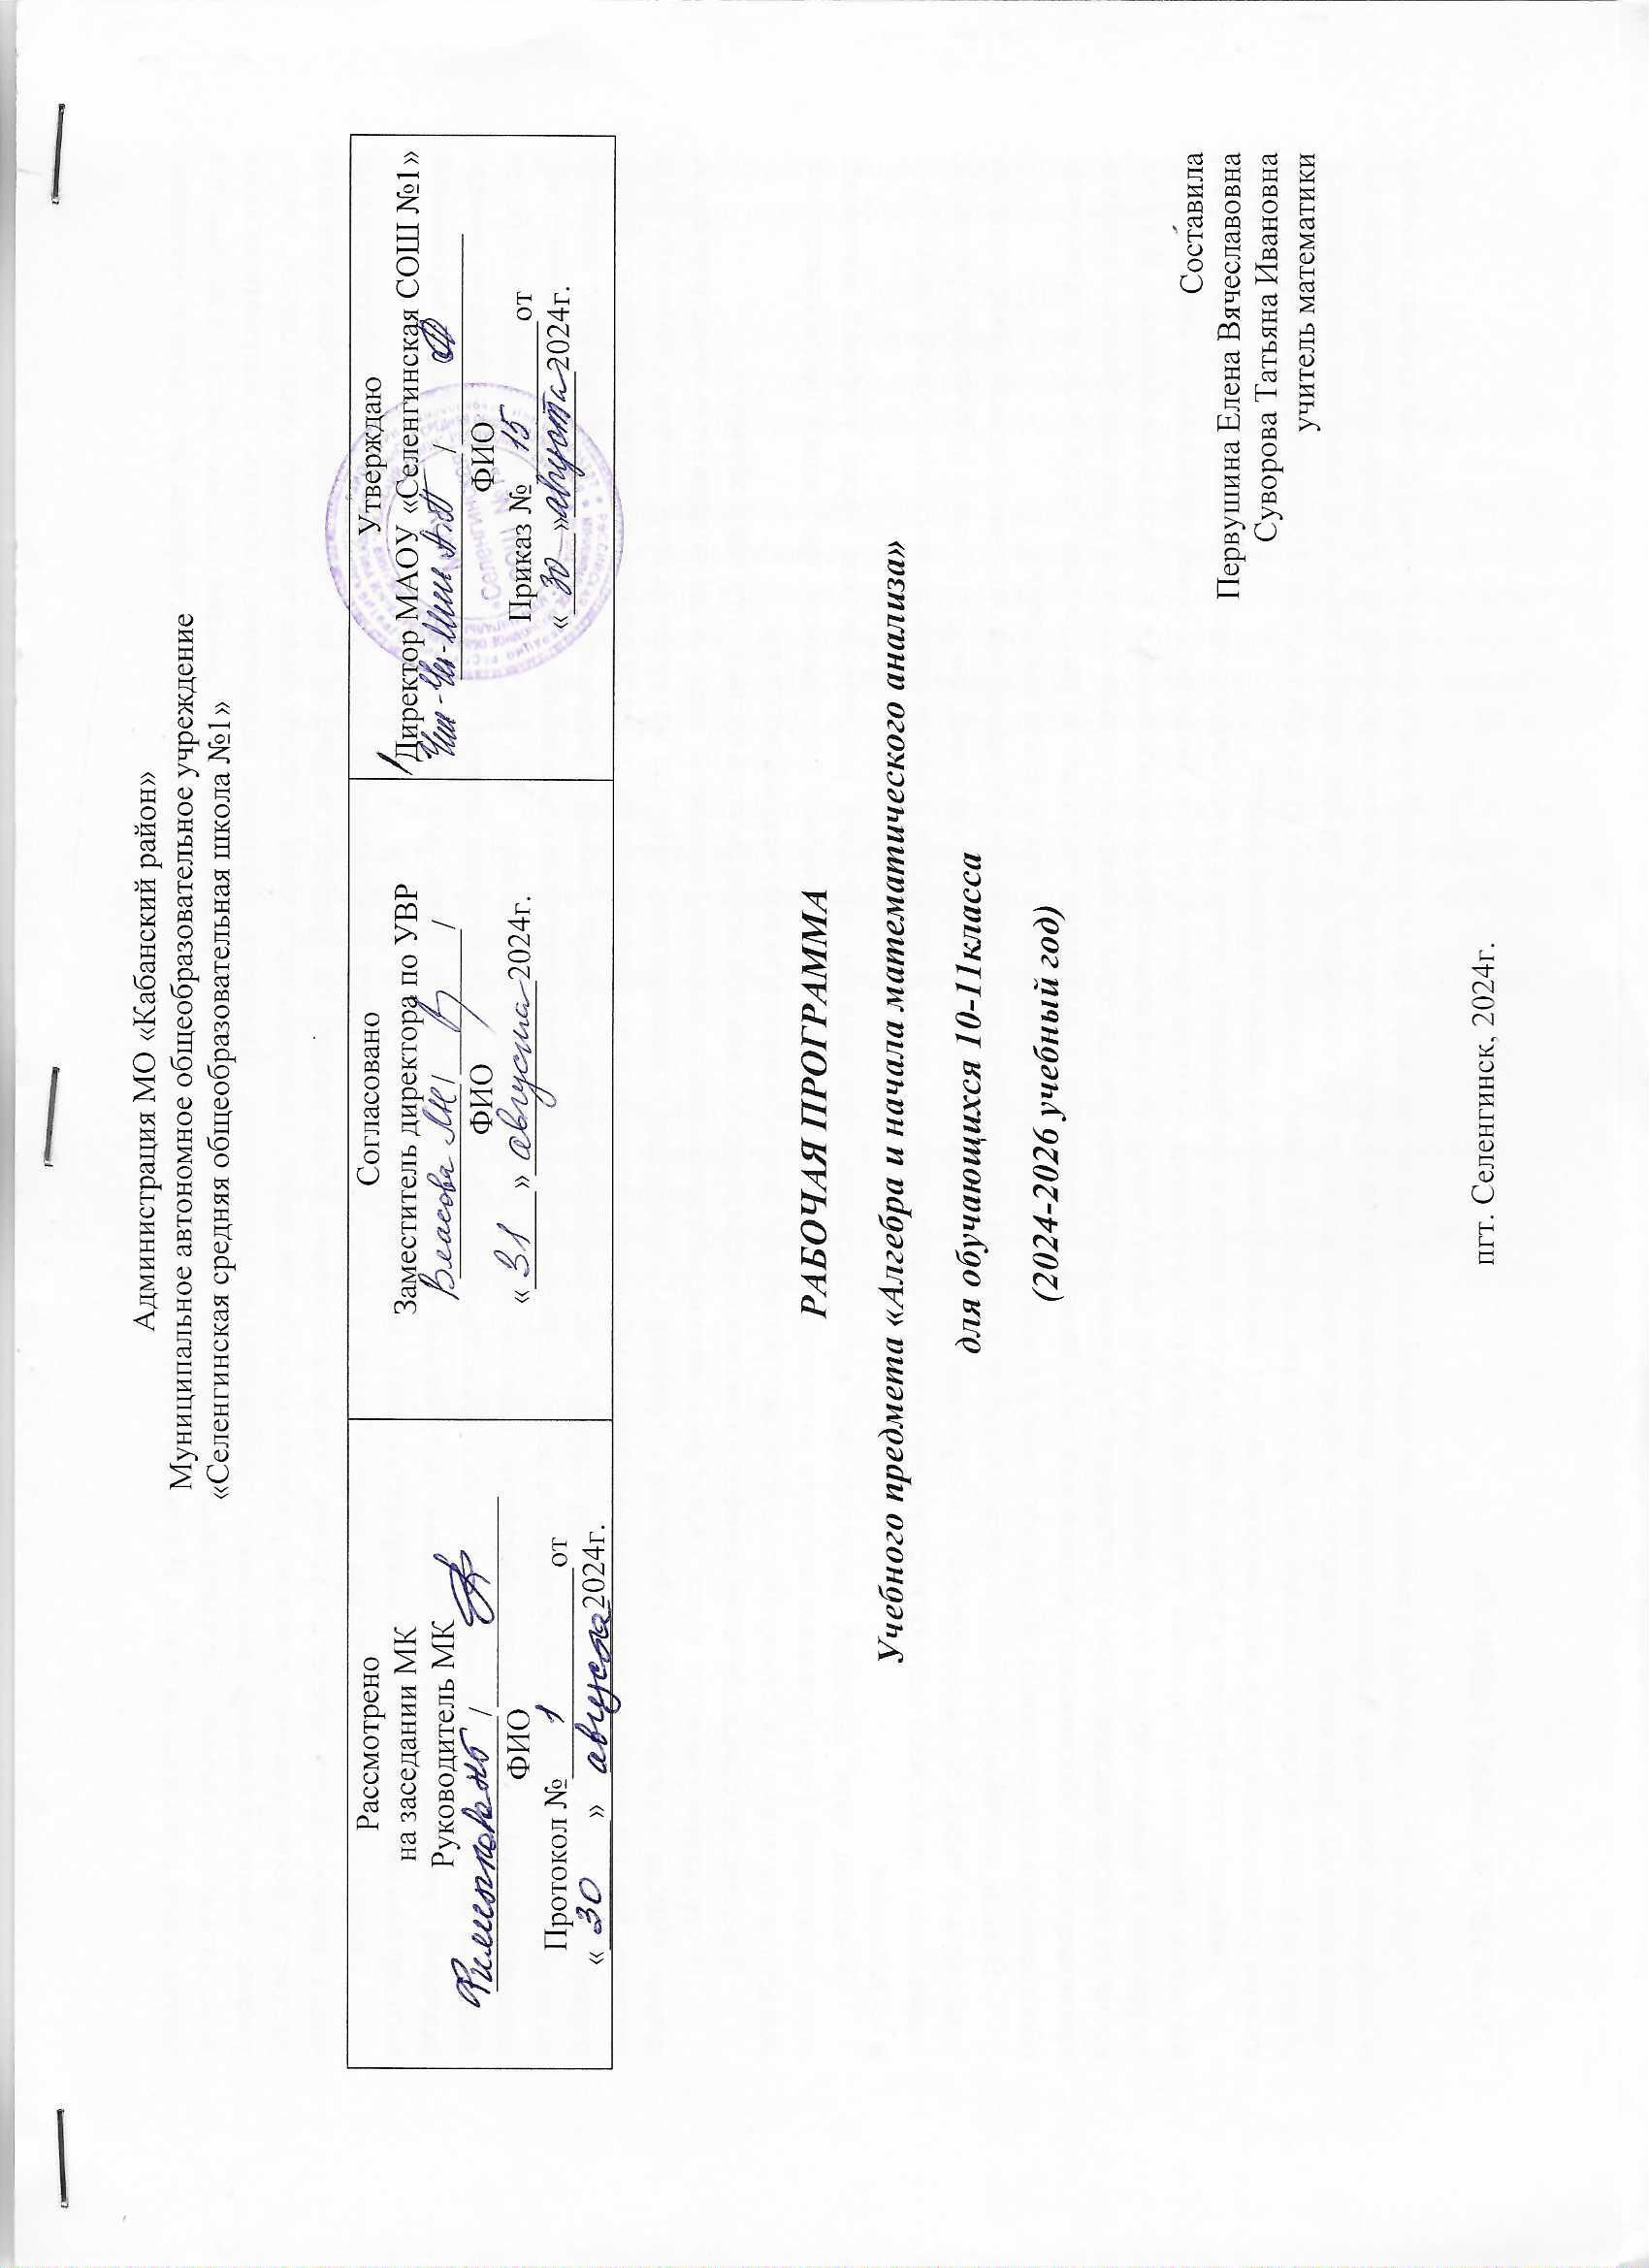 Администрация МО «Кабанский район»
Муниципальное автономное общеобразовательное учреждение
«Селенгинская средняя общеобразовательная школа №1»
Рассмотрено
на заседании МК
Руководитель МК
/
ФИО
Протокол № 1 от
« 30 » августа 2024г.
Согласовано
Заместитель директора по УВР
Власова / /
ФИО
« 31 » августа 2024г.
Утверждаю
Директор МАОУ «Селенгинская СОШ №1»
/
ФИО
Приказ № 15 от
« 30 » августа 2024г.
РАБОЧАЯ ПРОГРАММА
Учебного предмета «Алгебра и начала математического анализа»
для обучающихся 10-11класса
(2024-2026 учебный год)
Составила
Первушина Елена Вячеславовна
Суворова Татьяна Ивановна
учитель математики
пгт. Селенгинск, 2024г.